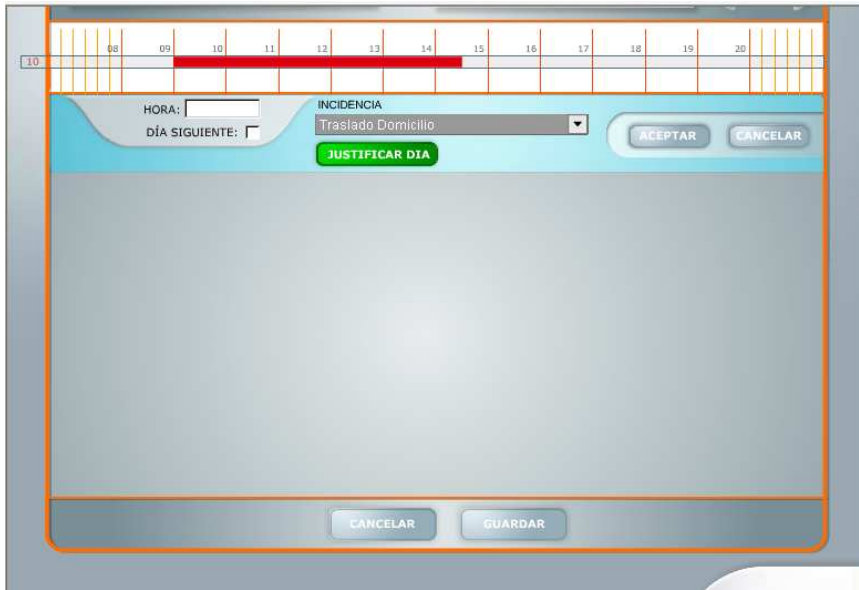 08 09 10 11 12 13 14 15 16 17 18 19 20
10
HORA:
INCIDENCIA
DÍA SIGUIENTE:
Traslado Domicilio
ACEPTAR CANCELAR
JUSTIFICAR DIA
CANCELAR GUARDAR